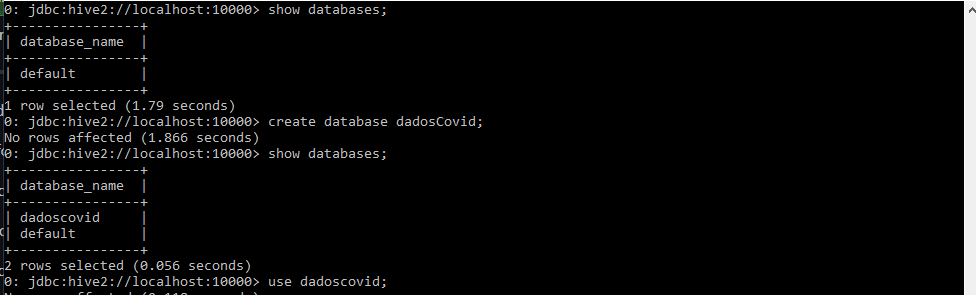 0: jdbc:hive2://localhost:10000> show databases;
+----------------+
| database_name  |
+----------------+
| default        |
+----------------+
1 row selected (1.79 seconds)
0: jdbc:hive2://localhost:10000> create database dadosCovid;
No rows affected (1.866 seconds)
0: jdbc:hive2://localhost:10000> show databases;
+----------------+
| database_name  |
+----------------+
| dadoscovid     |
| default        |
+----------------+
2 rows selected (0.056 seconds)
0: jdbc:hive2://localhost:10000> use dadoscovid;